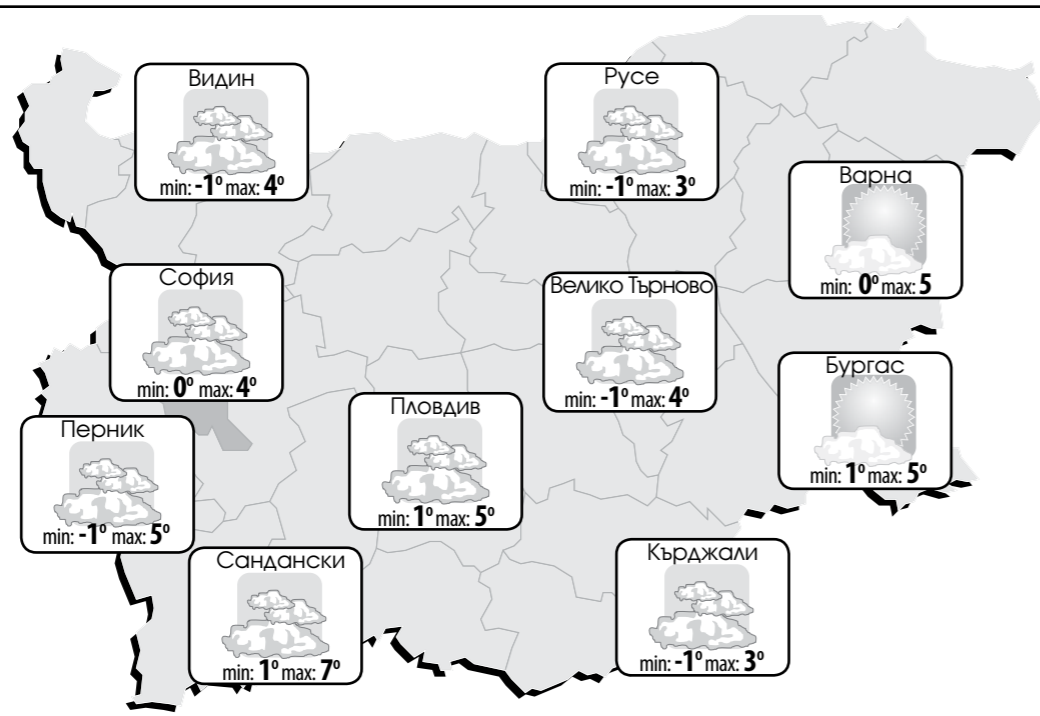 Видин
min: -1° max: 4°
Русе
min: -1° max: 3°
Варна
min: 0° max: 5
София
min: 0° max: 4°
Велико Търново
min: -1° max: 4°
Бургас
min: 1° max: 5°
Пловдив
min: 1° max: 5°
Перник
min: -1° max: 5°
Сандански
min: 1° max: 7°
Кърджали
min: -1° max: 3°